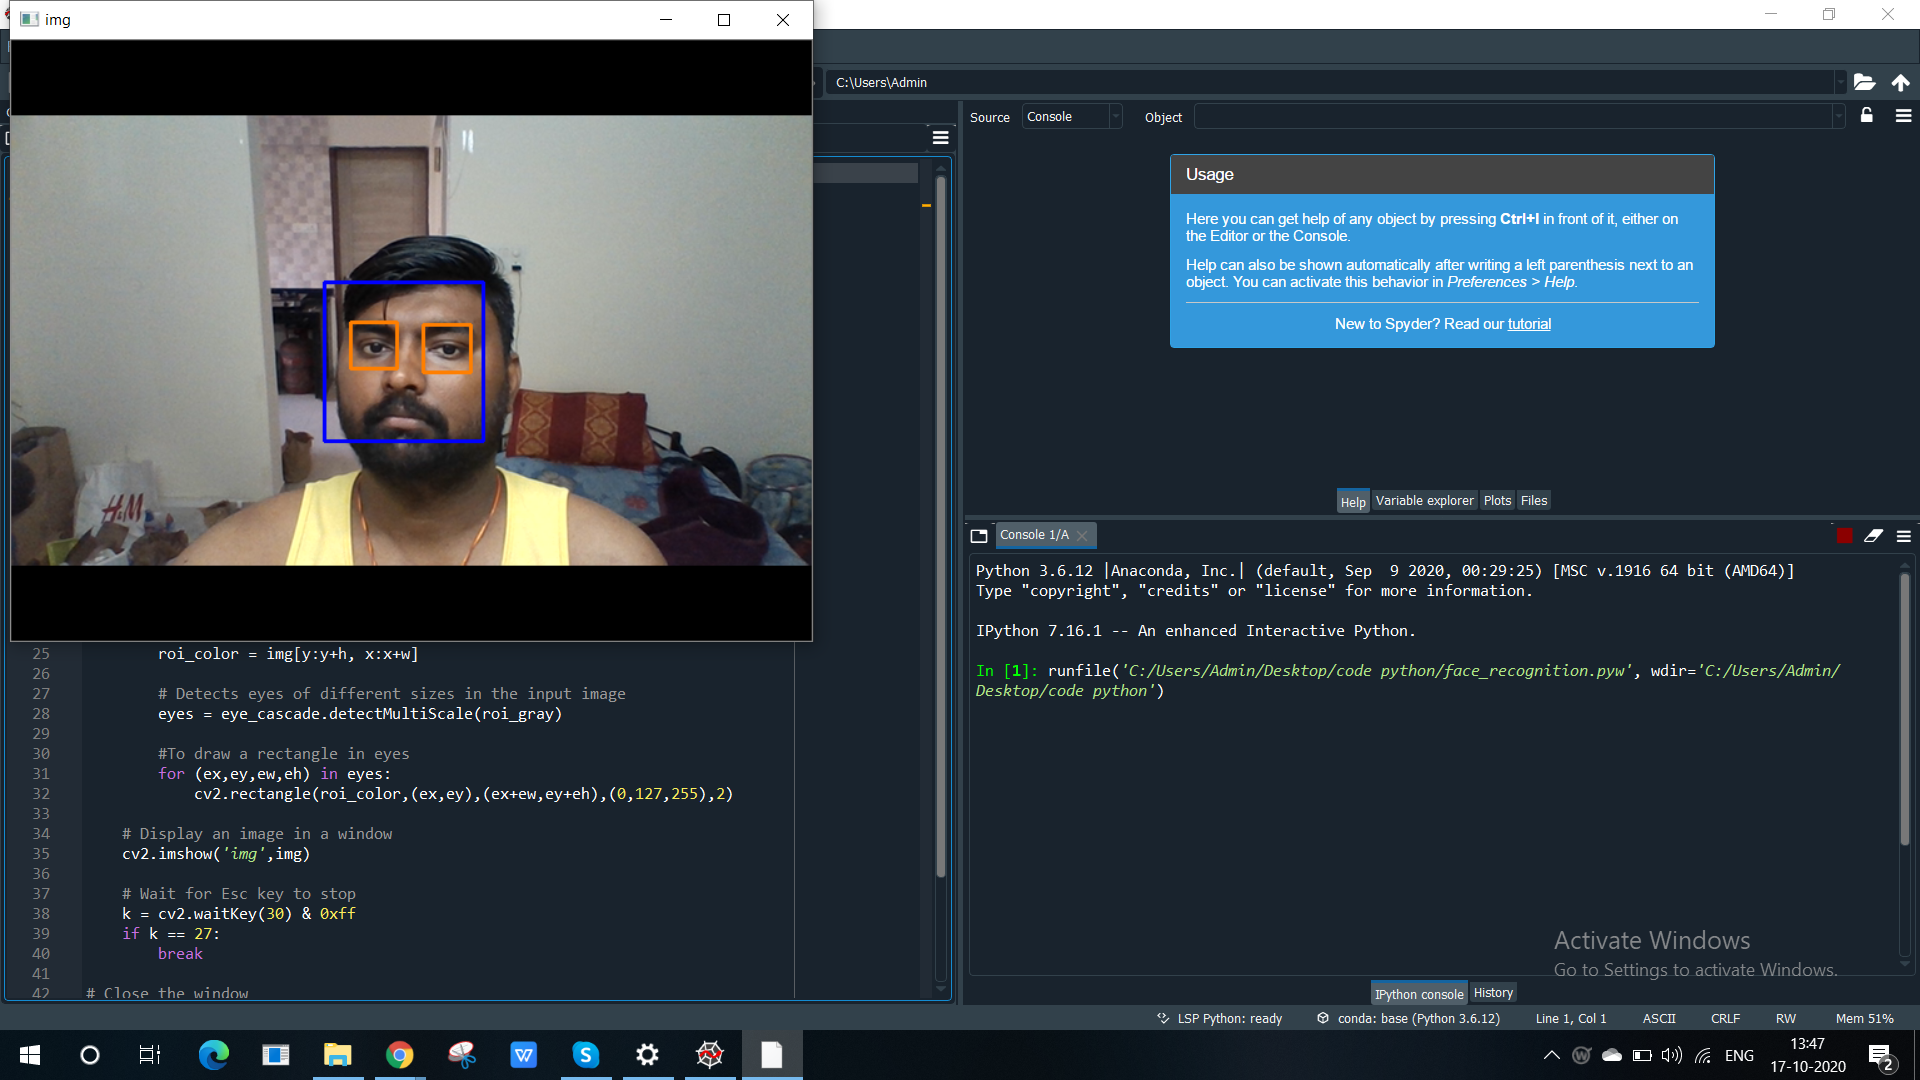 img
C:\Users\Admin
Source Console Object
Usage
Here you can get help of any object by pressing Ctrl+I in front of it, either on
the Editor or the Console.
Help can also be shown automatically after writing a left parenthesis next to an
object. You can activate this behavior in Preferences > Help.
New to Spyder? Read our tutorial
Help Variable explorer Plots Files
H&M
Console 1/A
Python 3.6.12 |Anaconda, Inc.| (default, Sep  9 2020, 00:29:25) [MSC v.1916 64 bit (AMD64)]
Type "copyright", "credits" or "license" for more information.
IPython 7.16.1 -- An enhanced Interactive Python.
In [1]: runfile('C:/Users/Admin/Desktop/code python/face_recognition.pyw', wdir='C:/Users/Admin/
Desktop/code python')
25 roi_color = img[y:y+h, x:x+w]
26
27 # Detects eyes of different sizes in the input image
28 eyes = eye_cascade.detectMultiScale(roi_gray)
29
30 #To draw a rectangle in eyes
31 for (ex,ey,ew,eh) in eyes:
32 cv2.rectangle(roi_color,(ex,ey),(ex+ew,ey+eh),(0,127,255),2)
33
34 # Display an image in a window
35 cv2.imshow('img',img)
36
37 # Wait for Esc key to stop
38 k = cv2.waitKey(30) & 0xff
39 if k == 27:
40 break
41
42 # Close the window
Activate Windows
Go to Settings to activate Windows.
IPython console History
LSP Python: ready conda: base (Python 3.6.12) Line 1, Col 1 ASCII CRLF RW Mem 51%
ENG
13:47
17-10-2020
2